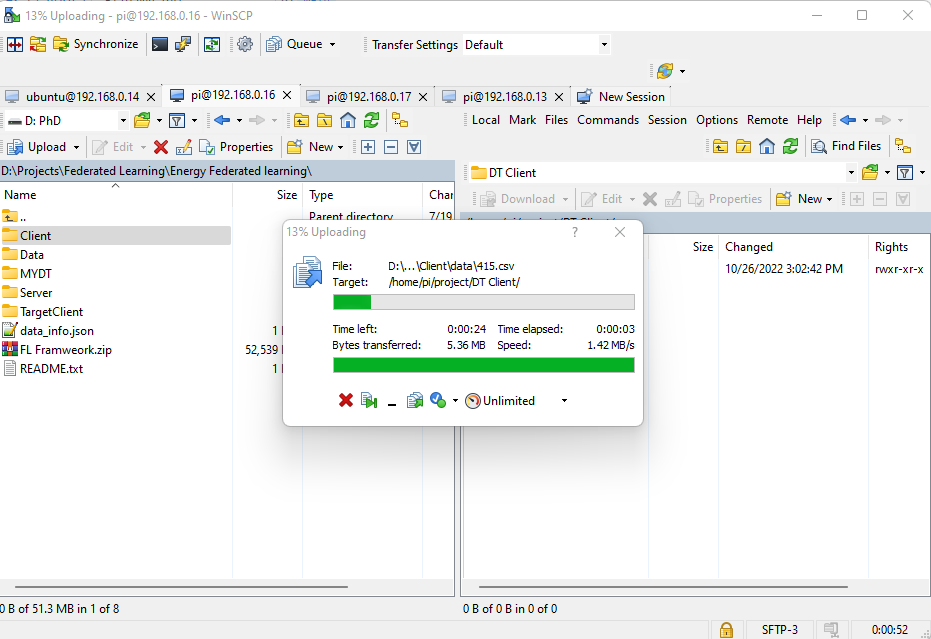 13% Uploading - pi@192.168.0.16 - WinSCP
Synchronize Queue Transfer Settings Default
ubuntu@192.168.0.14 pi@192.168.0.16 pi@192.168.0.17 pi@192.168.0.13 New Session
D: PhD
Local Mark Files Commands Session Options Remote Help
Upload Edit Properties New
Find Files
D:\Projects\Federated Learning\Energy Federated learning\
DT Client
Download Edit Properties New
Name Size Type
..
Parent directory 7/19
Client
Data
MYDT
Server
TargetClient
data_info.json 1
FL Framweork.zip 52,539
README.txt 1
Size Changed Rights
10/26/2022 3:02:42 PM rwxr-xr-x
13% Uploading
?
File: D:\...\Client\data\415.csv
Target: /home/pi/project/DT Client/
Time left: 0:00:24 Time elapsed: 0:00:03
Bytes transferred: 5.36 MB Speed: 1.42 MB/s
Unlimited
0 B of 51.3 MB in 1 of 8
0 B of 0 B in 0 of 0
SFTP-3 0:00:52